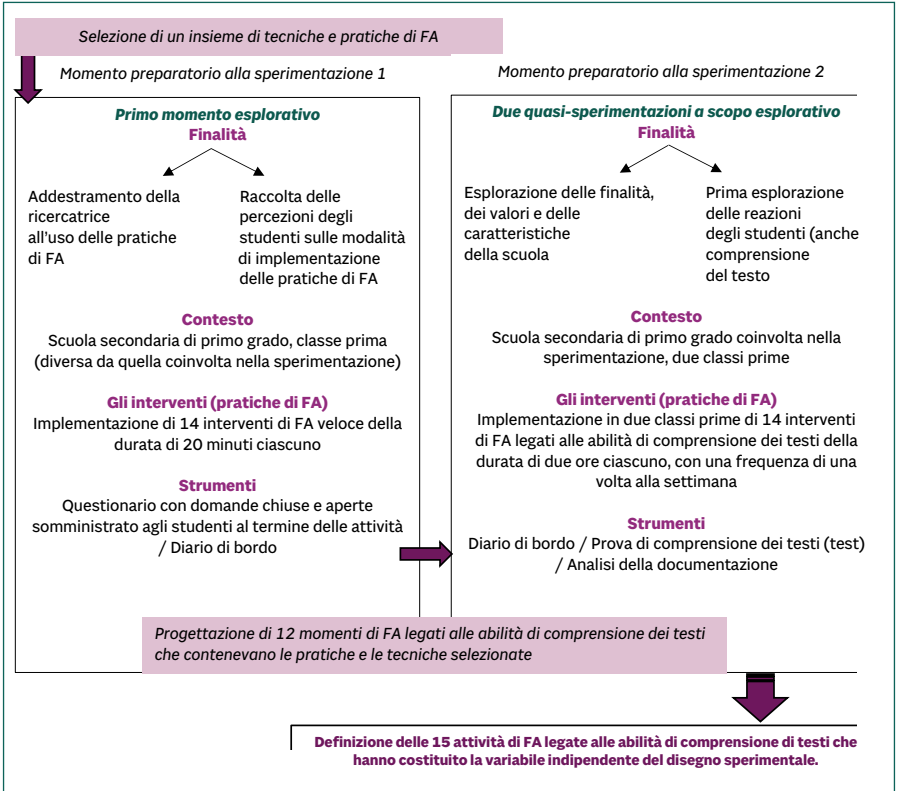 Selezione di un insieme di tecniche e pratiche di FA
Momento preparatorio alla sperimentazione 1
Primo momento esplorativo
Finalità
Addestramento della
ricercatrice
all'uso delle pratiche
di FA
Raccolta delle
percezioni degli
studenti sulle modalità
di implementazione
delle pratiche di FA
Contesto
Scuola secondaria di primo grado, classe prima
(diversa da quella coinvolta nella sperimentazione)
Gli interventi (pratiche di FA)
Implementazione di 14 interventi di FA veloce della
durata di 20 minuti ciascuno
Strumenti
Questionario con domande chiuse e aperte
somministrato agli studenti al termine delle attività
/ Diario di bordo
Momento preparatorio alla sperimentazione 2
Due quasi-sperimentazioni a scopo esplorativo
Finalità
Esplorazione delle finalità,
dei valori e delle
caratteristiche
della scuola
Prima esplorazione
delle reazioni
degli studenti (anche
comprensione
del testo
Contesto
Scuola secondaria di primo grado coinvolta nella
sperimentazione, due classi prime
Gli interventi (pratiche di FA)
Implementazione in due classi prime di 14 interventi
di FA legati alle abilità di comprensione dei testi della
durata di due ore ciascuno, con una frequenza di una
volta alla settimana
Strumenti
Diario di bordo / Prova di comprensione dei testi (test)
/ Analisi della documentazione
Progettazione di 12 momenti di FA legati alle abilità di comprensione dei testi
che contenevano le pratiche e le tecniche selezionate
Definizione delle 15 attività di FA legate alle abilità di comprensione di testi che
hanno costituito la variabile indipendente del disegno sperimentale.